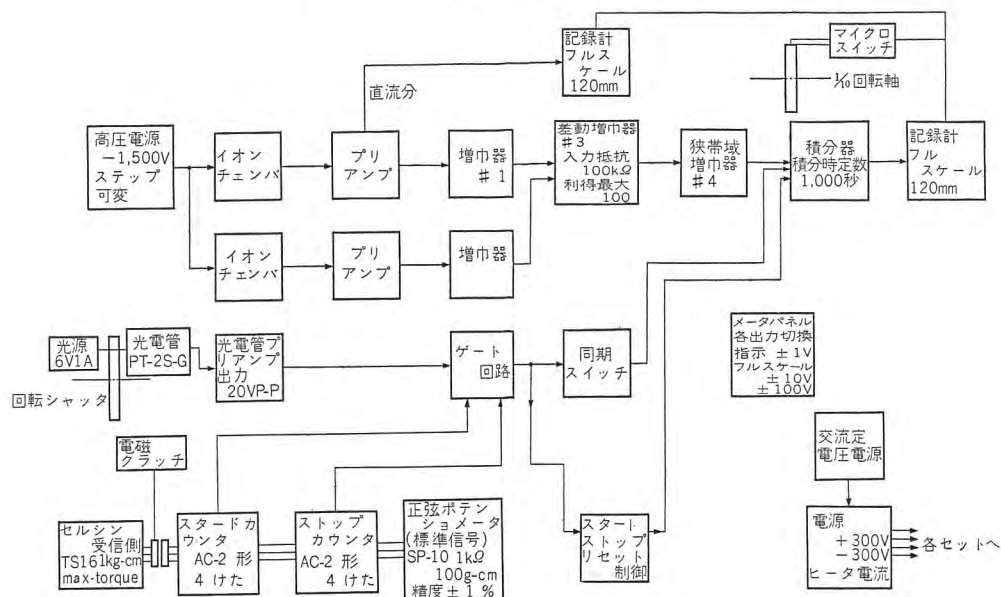 記録計
フルス
ケール
120mm
マイクロ
スイッチ
1/10回転軸
直流分
高圧電源
－1,500V
ステップ
可変
イオン
チェンバ
プリ
アンプ
増巾器
＃1
差動増巾器
＃3
入力抵抗
100kΩ
利得最大
100
狭帯域
増巾器
＃4
積分器
積分時定数
1,000秒
記録計
フル
スケール
120mm
イオン
チェンバ
プリ
アンプ
増巾器
光源
6V1A
光電管
PT-2S-G
光電管プ
リアンプ
出力
20VP-P
ゲート
回路
同期
スイッチ
メータパネル
各出力切換
指示 ±1V
フルスケール
±10V
±100V
回転シャッタ
電磁
クラッチ
交流定
電圧電源
セルシン
受信側
TS161kg-cm
max-torque
スタードカ
ウンタ
AC-2 形
4けた
ストップ
カウンタ
AC-2 形
4けた
正弦ポテン
ショメータ
(標準信号)
SP-10 1kΩ
100g-cm
精度±1％
スタート
ストップ
リセット
制御
電源
＋300V
－300V
ヒータ電流
各セットへ